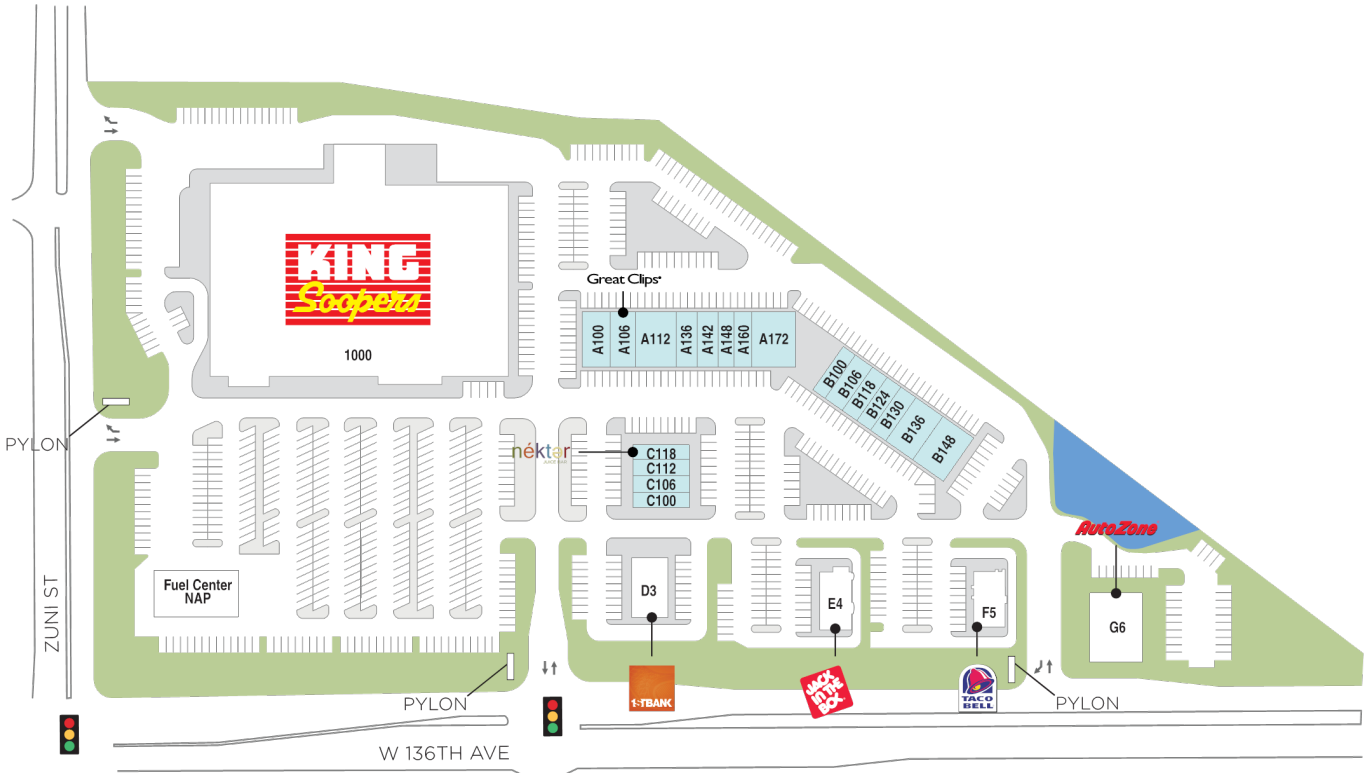 KING
Soopers
1000
Great Clips
A100
A106
A112
A136
A142
A148
A160
A172
B100
B106
B118
B124
B130
B136
B148
PYLON
néktər
C118
C112
C106
C100
AutoZone
ZUNI ST
Fuel Center
NAP
D3
E4
F5
G6
1STBANK
JACK
IN THE
BOX
TACO
BELL
PYLON
PYLON
W 136TH AVE